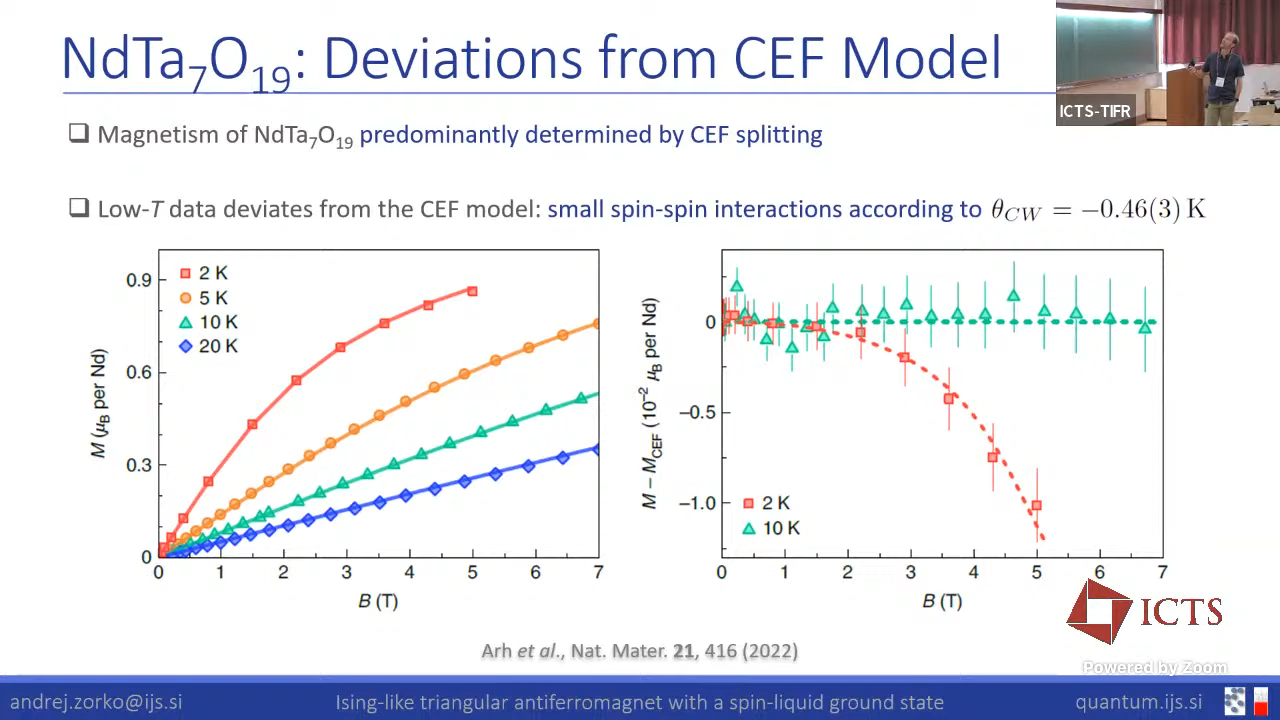 NdTa₇O₁₉: Deviations from CEF Model
ICTS-TIFR
❑ Magnetism of NdTa₇O₁₉ predominantly determined by CEF splitting
❑ Low-T data deviates from the CEF model: small spin-spin interactions according to θ_CW = −0.46(3) K
M (μ_B per Nd)
0.9
0.6
0.3
0
2 K
5 K
10 K
20 K
0 1 2 3 4 5 6 7
B (T)
M − M_CEF (10⁻² μ_B per Nd)
0
−0.5
−1.0
2 K
10 K
0 1 2 3 4 5 6 7
B (T)
ICTS
Arh et al., Nat. Mater. 21, 416 (2022)
Powered by Zoom
andrej.zorko@ijs.si Ising-like triangular antiferromagnet with a spin-liquid ground state quantum.ijs.si